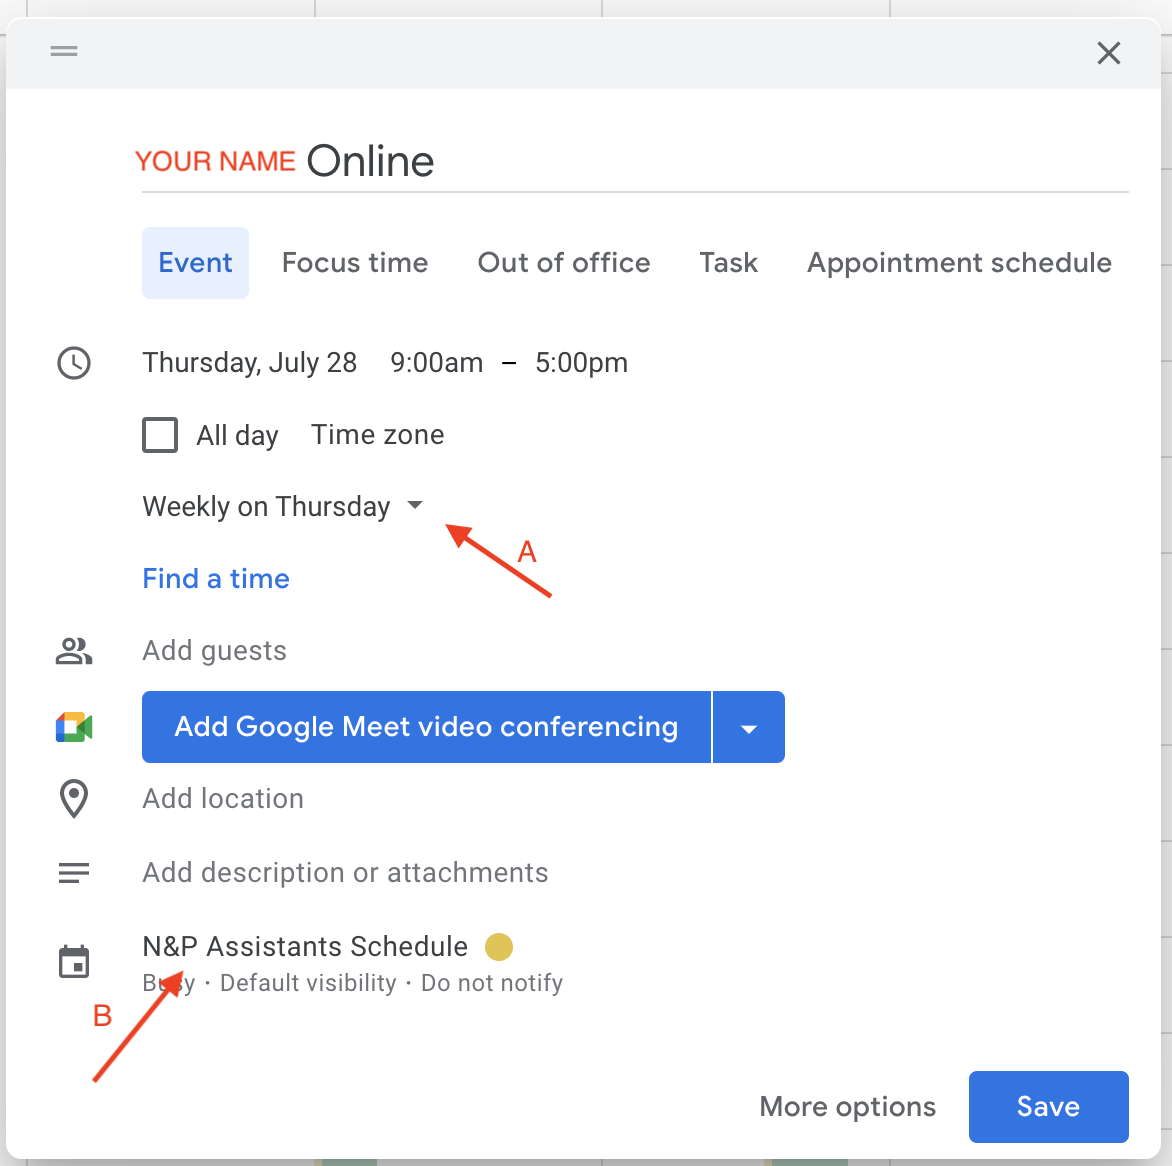 YOUR NAME Online
Event Focus time Out of office Task Appointment schedule
Thursday, July 28 9:00am – 5:00pm
All day Time zone
Weekly on Thursday
A
Find a time
Add guests
Add Google Meet video conferencing
Add location
Add description or attachments
N&P Assistants Schedule
Busy · Default visibility · Do not notify
B
More options Save